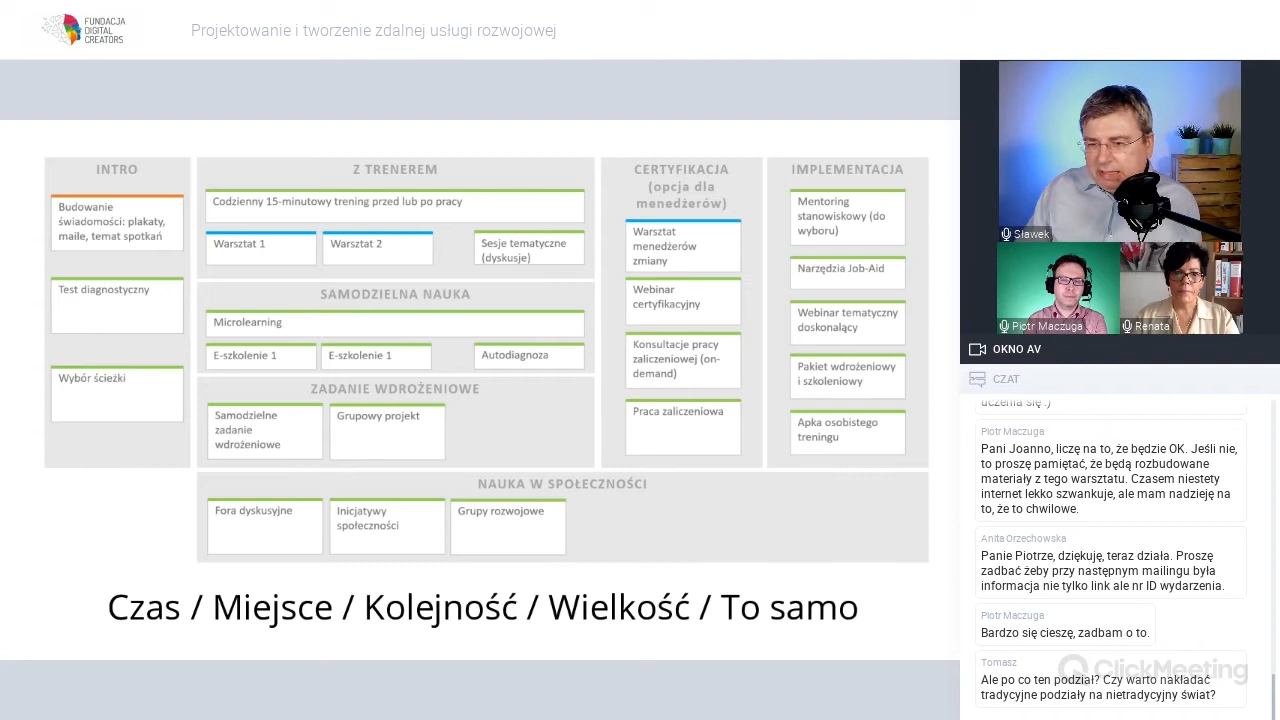 FUNDACJA
DIGITAL
CREATORS
Projektowanie i tworzenie zdalnej usługi rozwojowej
INTRO
Budowanie
świadomości: plakaty,
maile, temat spotkań
Test diagnostyczny
Wybór ścieżki
Z TRENEREM
Codzienny 15-minutowy trening przed lub po pracy
Warsztat 1
Warsztat 2
Sesje tematyczne
(dyskusje)
SAMODZIELNA NAUKA
Microlearning
E-szkolenie 1
E-szkolenie 1
Autodiagnoza
ZADANIE WDROŻENIOWE
Samodzielne
zadanie
wdrożeniowe
Grupowy projekt
CERTYFIKACJA
(opcja dla
menedżerów)
Warsztat
menedżerów
zmiany
Webinar
certyfikacyjny
Konsultacje pracy
zaliczeniowej (on-
demand)
Praca zaliczeniowa
IMPLEMENTACJA
Mentoring
stanowiskowy (do
wyboru)
Narzędzia Job-Aid
Webinar tematyczny
doskonalący
Pakiet wdrożeniowy
i szkoleniowy
Apka osobistego
treningu
NAUKA W SPOŁECZNOŚCI
Fora dyskusyjne
Inicjatywy
społeczności
Grupy rozwojowe
Czas / Miejsce / Kolejność / Wielkość / To samo
Sławek
Piotr Maczuga
Renata
OKNO AV
CZAT
uczenia się :)
Piotr Maczuga
Pani Joanno, liczę na to, że będzie OK. Jeśli nie,
to proszę pamiętać, że będą rozbudowane
materiały z tego warsztatu. Czasem niestety
internet lekko szwankuje, ale mam nadzieję na
to, że to chwilowe.
Anita Orzechowska
Panie Piotrze, dziękuję, teraz działa. Proszę
zadbać żeby przy następnym mailingu była
informacja nie tylko link ale nr ID wydarzenia.
Piotr Maczuga
Bardzo się cieszę, zadbam o to.
Tomasz
Ale po co ten podział? Czy warto nakładać
tradycyjne podziały na nietradycyjny świat?
ClickMeeting